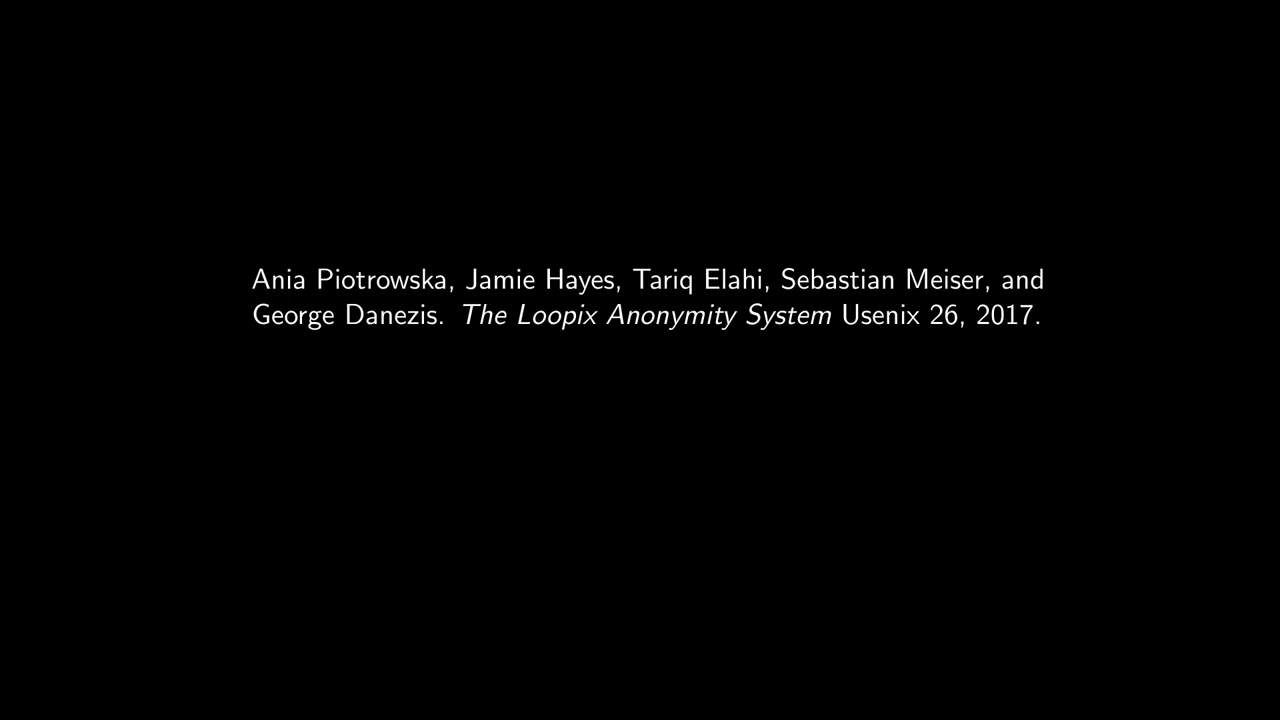 Ania Piotrowska, Jamie Hayes, Tariq Elahi, Sebastian Meiser, and
George Danezis. The Loopix Anonymity System Usenix 26, 2017.